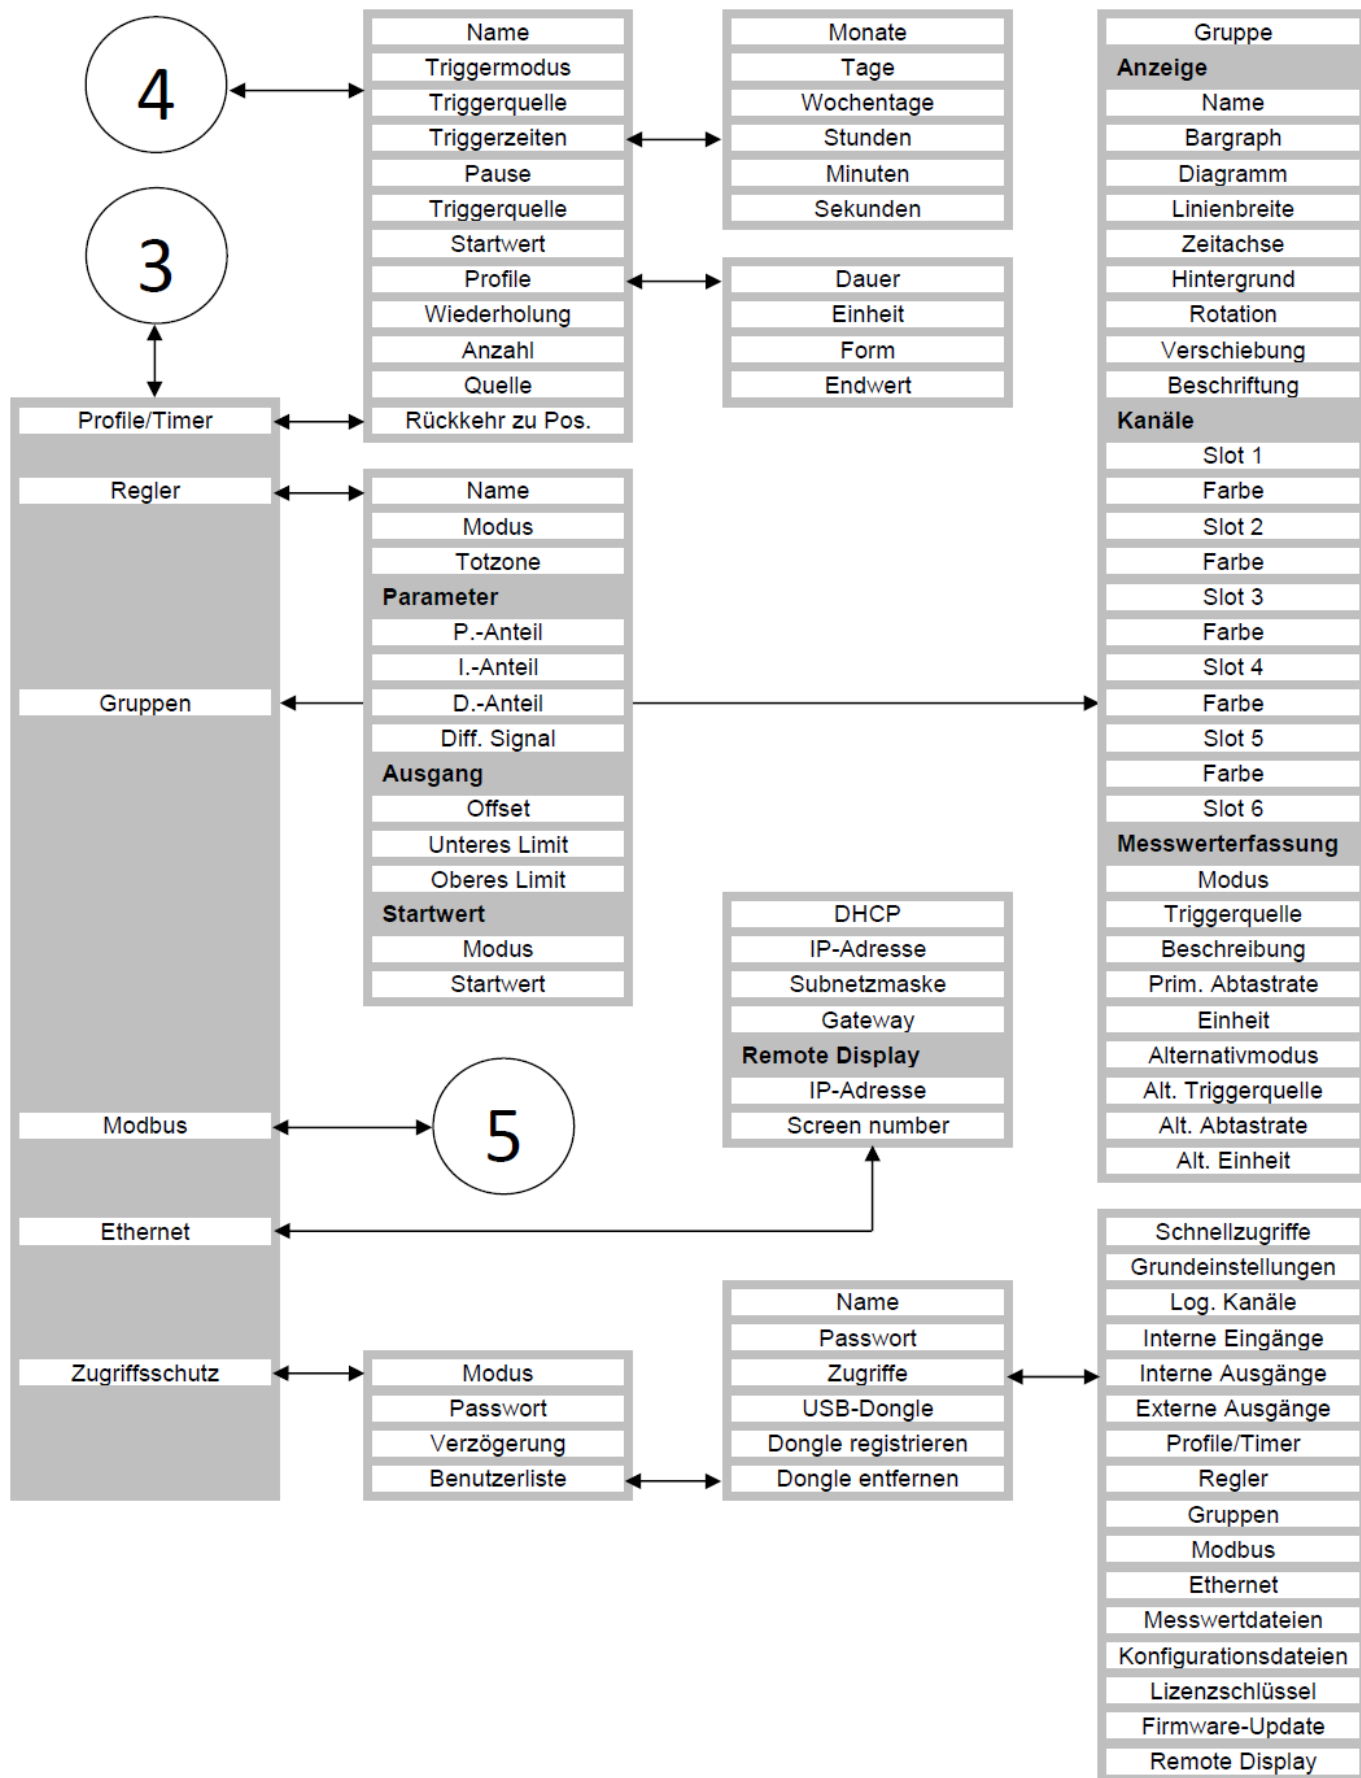 4
3
Profile/Timer
Regler
Gruppen
Modbus
Ethernet
Zugriffsschutz
Name
Triggermodus
Triggerquelle
Triggerzeiten
Pause
Triggerquelle
Startwert
Profile
Wiederholung
Anzahl
Quelle
Rückkehr zu Pos.
Monate
Tage
Wochentage
Stunden
Minuten
Sekunden
Dauer
Einheit
Form
Endwert
Name
Modus
Totzone
Parameter
P.-Anteil
I.-Anteil
D.-Anteil
Diff. Signal
Ausgang
Offset
Unteres Limit
Oberes Limit
Startwert
Modus
Startwert
5
DHCP
IP-Adresse
Subnetzmaske
Gateway
Remote Display
IP-Adresse
Screen number
Modus
Passwort
Verzögerung
Benutzerliste
Name
Passwort
Zugriffe
USB-Dongle
Dongle registrieren
Dongle entfernen
Gruppe
Anzeige
Name
Bargraph
Diagramm
Linienbreite
Zeitachse
Hintergrund
Rotation
Verschiebung
Beschriftung
Kanäle
Slot 1
Farbe
Slot 2
Farbe
Slot 3
Farbe
Slot 4
Farbe
Slot 5
Farbe
Slot 6
Messwerterfassung
Modus
Triggerquelle
Beschreibung
Prim. Abtastrate
Einheit
Alternativmodus
Alt. Triggerquelle
Alt. Abtastrate
Alt. Einheit
Schnellzugriffe
Grundeinstellungen
Log. Kanäle
Interne Eingänge
Interne Ausgänge
Externe Ausgänge
Profile/Timer
Regler
Gruppen
Modbus
Ethernet
Messwertdateien
Konfigurationsdateien
Lizenzschlüssel
Firmware-Update
Remote Display